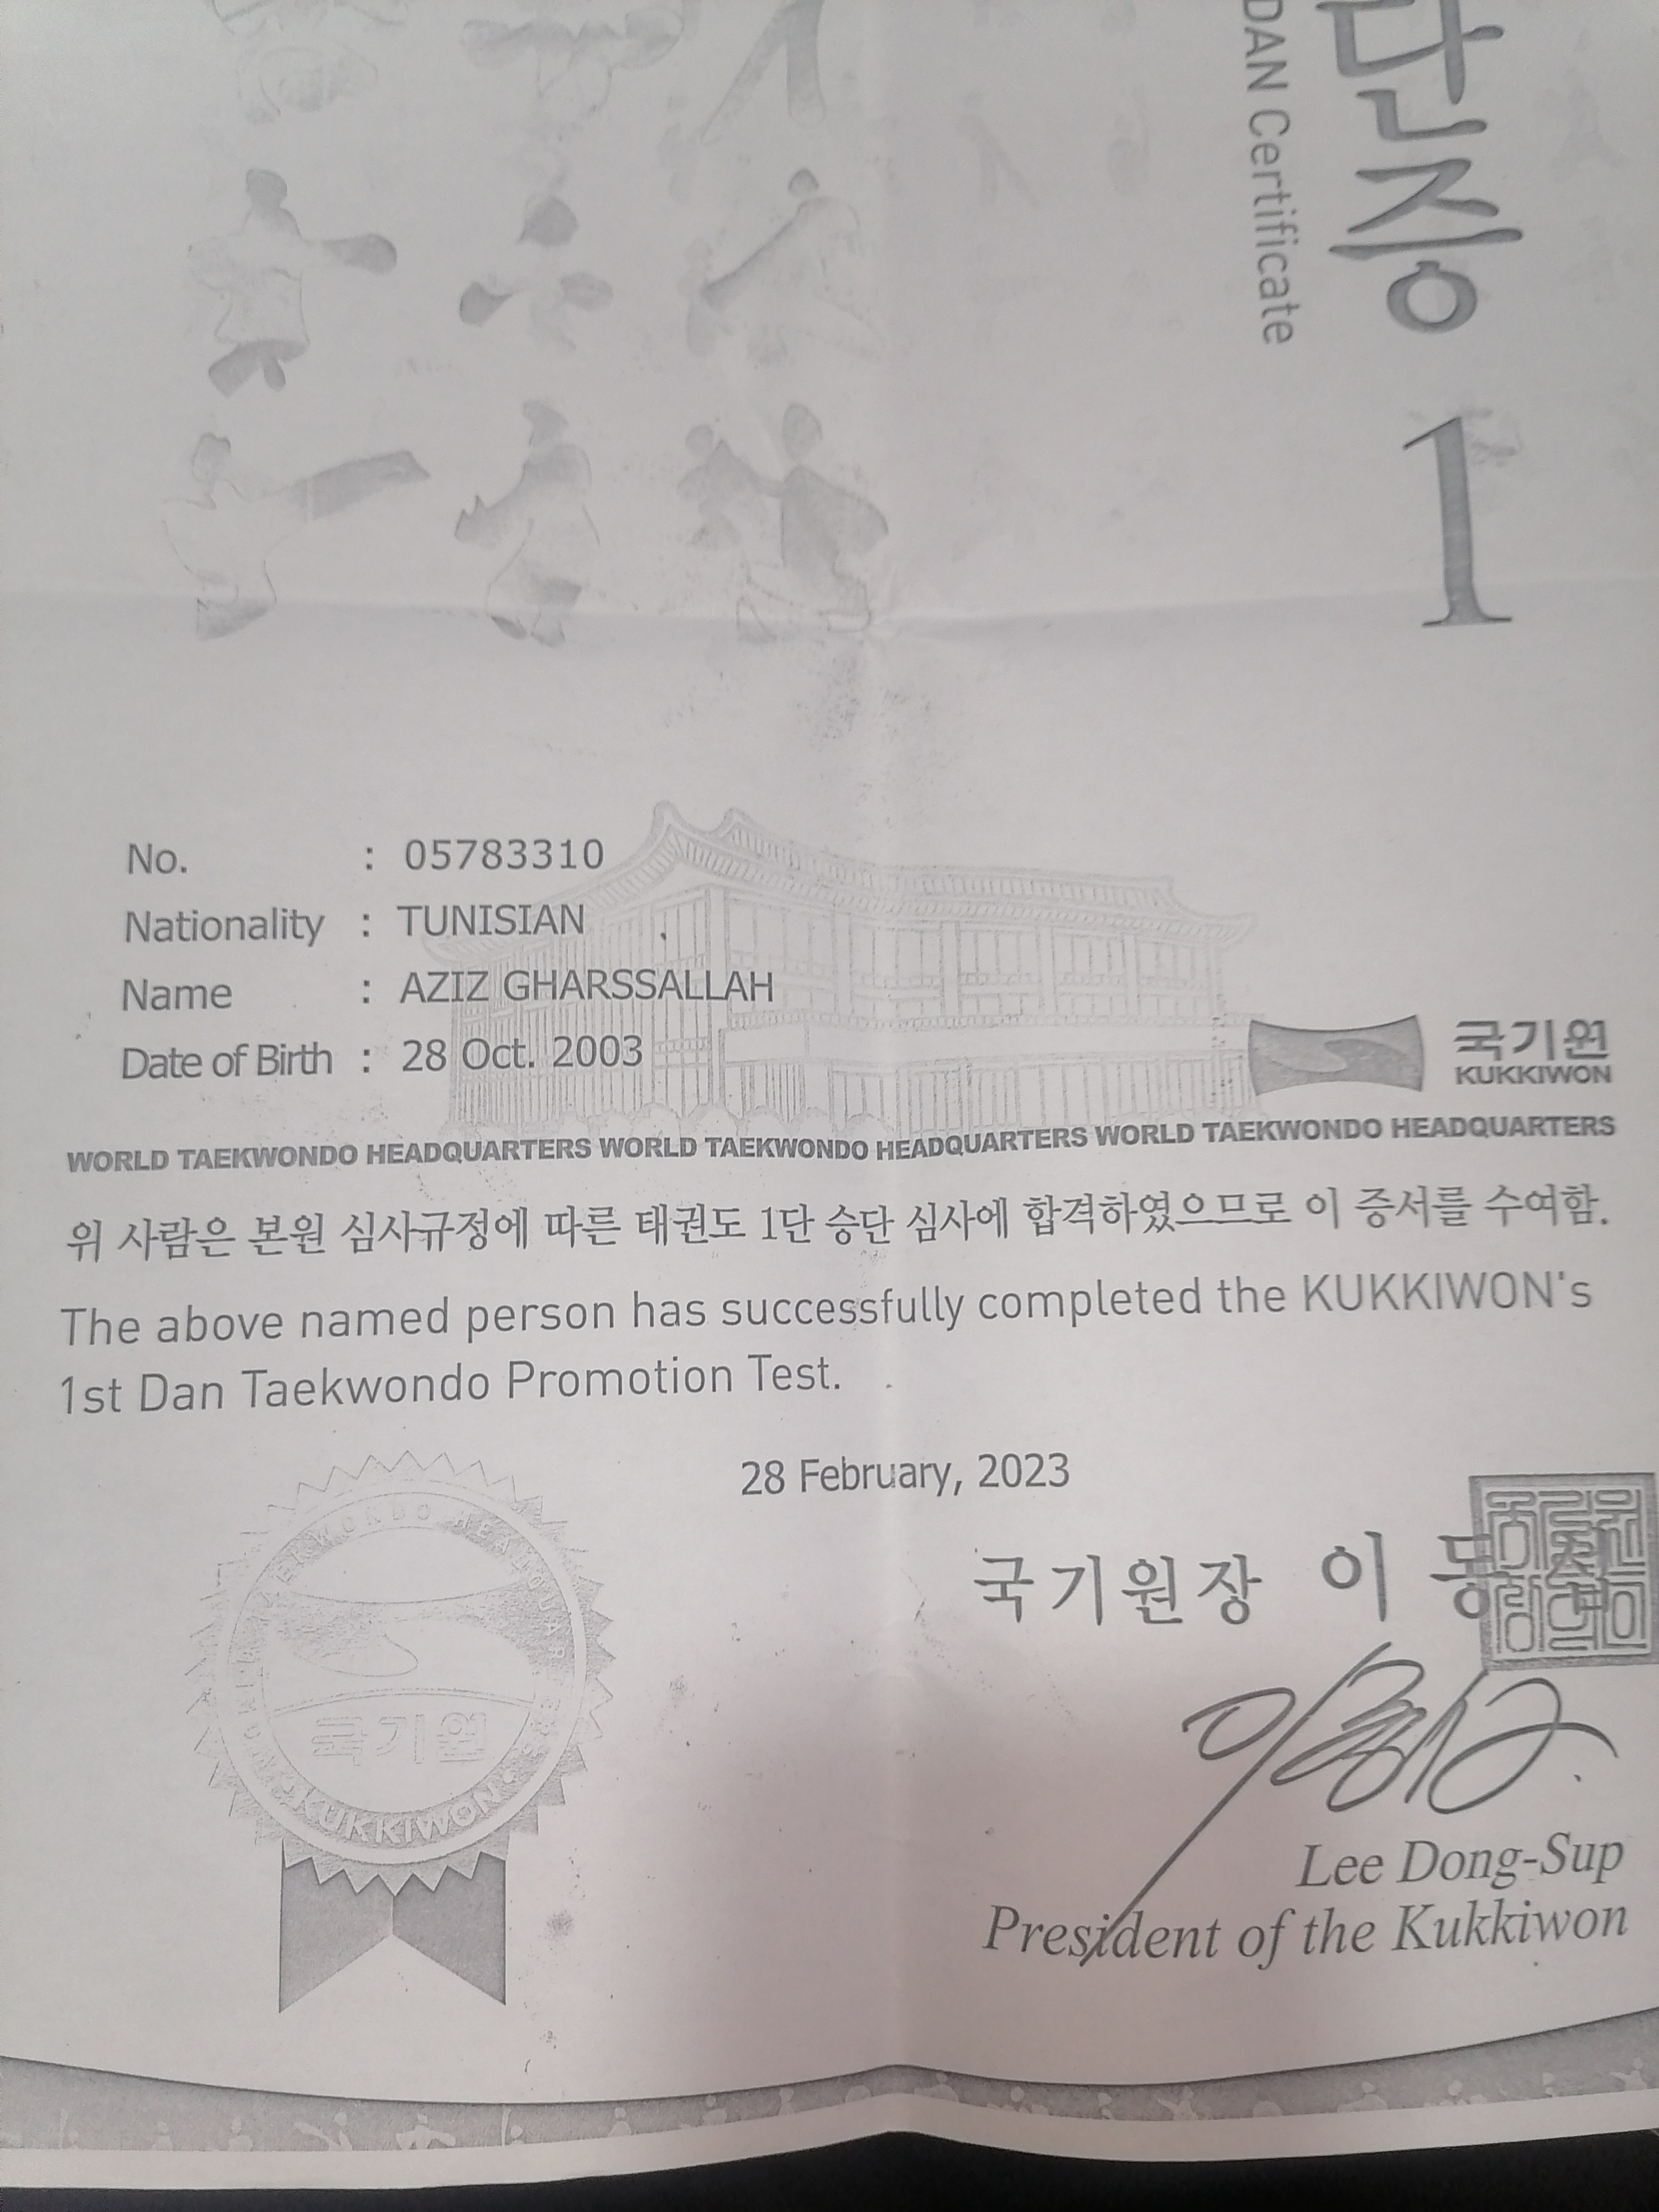 단증
DAN Certificate
1
No. : 05783310
Nationality : TUNISIAN
Name : AZIZ GHARSSALLAH
Date of Birth : 28 Oct. 2003
국기원
KUKKIWON
WORLD TAEKWONDO HEADQUARTERS WORLD TAEKWONDO HEADQUARTERS WORLD TAEKWONDO HEADQUARTERS
위 사람은 본원 심사규정에 따른 태권도 1단 승단 심사에 합격하였으므로 이 증서를 수여함.
The above named person has successfully completed the KUKKIWON's
1st Dan Taekwondo Promotion Test.
28 February, 2023
국기원장 이 동
WORLD TAEKWONDO HEADQUARTERS
국기원
KUKKIWON
Lee Dong-Sup
President of the Kukkiwon